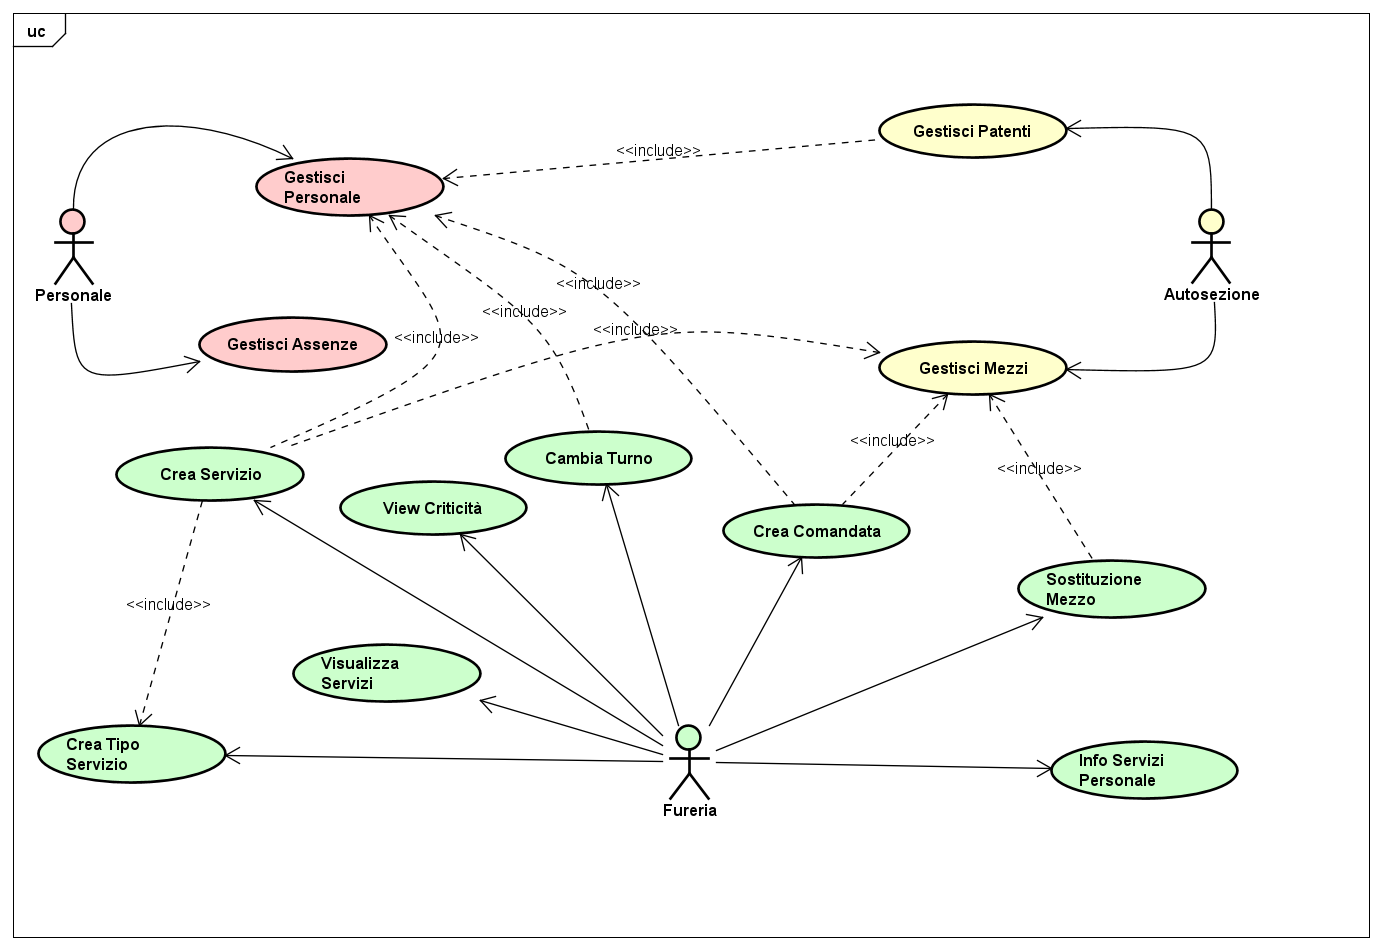 uc
Gestisci Patenti
<<include>>
Gestisci
Personale
Personale
Autosezione
<<include>>
<<include>>
<<include>>
<<include>>
Gestisci Assenze
Gestisci Mezzi
<<include>>
<<include>>
Crea Servizio
Cambia Turno
View Criticità
Crea Comandata
Sostituzione
Mezzo
<<include>>
Visualizza
Servizi
Crea Tipo
Servizio
Info Servizi
Personale
Fureria